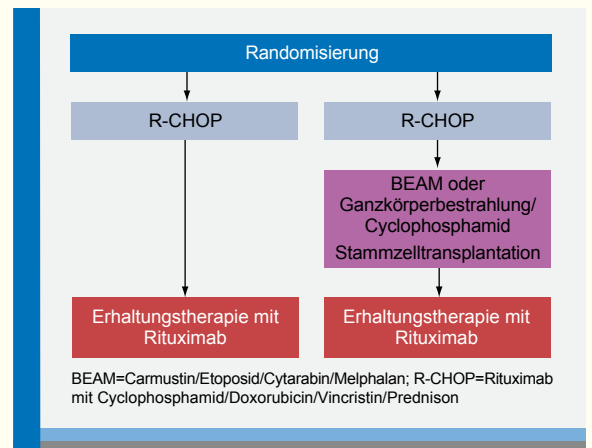 Randomisierung
R-CHOP
R-CHOP
BEAM oder
Ganzkörperbestrahlung/
Cyclophosphamid
Stammzelltransplantation
Erhaltungstherapie mit
Rituximab
Erhaltungstherapie mit
Rituximab
BEAM=Carmustin/Etoposid/Cytarabin/Melphalan; R-CHOP=Rituximab
mit Cyclophosphamid/Doxorubicin/Vincristin/Prednison